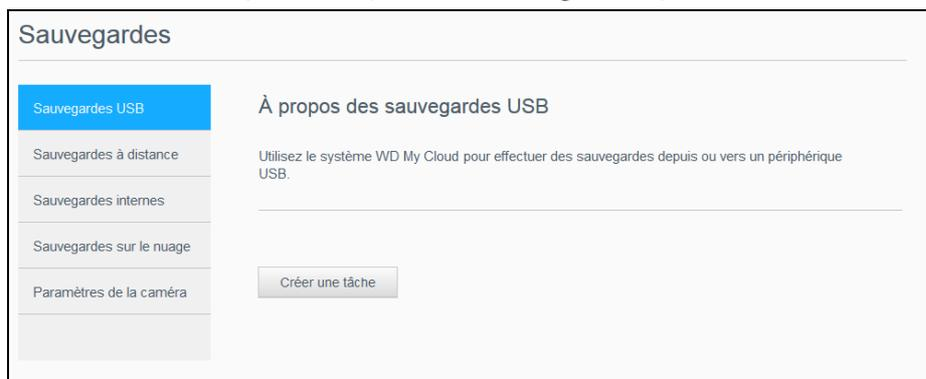 Sauvegardes
Sauvegardes USB
Sauvegardes à distance
Sauvegardes internes
Sauvegardes sur le nuage
Paramètres de la caméra
À propos des sauvegardes USB
Utilisez le système WD My Cloud pour effectuer des sauvegardes depuis ou vers un périphérique
USB.
Créer une tâche